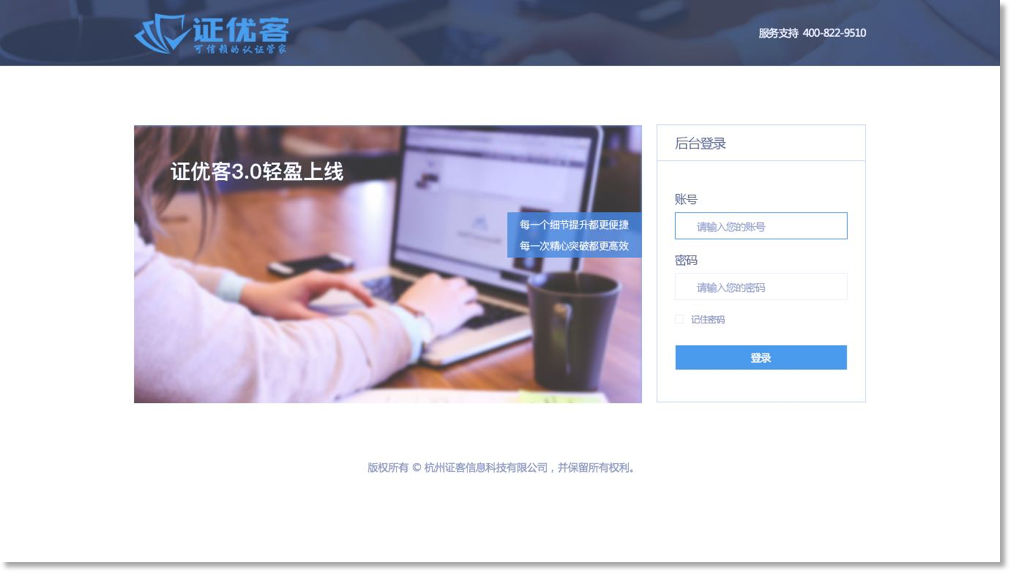 证优客
可信赖的认证管家
服务支持 400-822-9510
证优客3.0轻盈上线
每一个细节提升都更便捷
每一次精心突破都更高效
后台登录
账号
请输入您的账号
密码
请输入您的密码
记住密码
登录
版权所有 © 杭州证客信息科技有限公司，并保留所有权利。